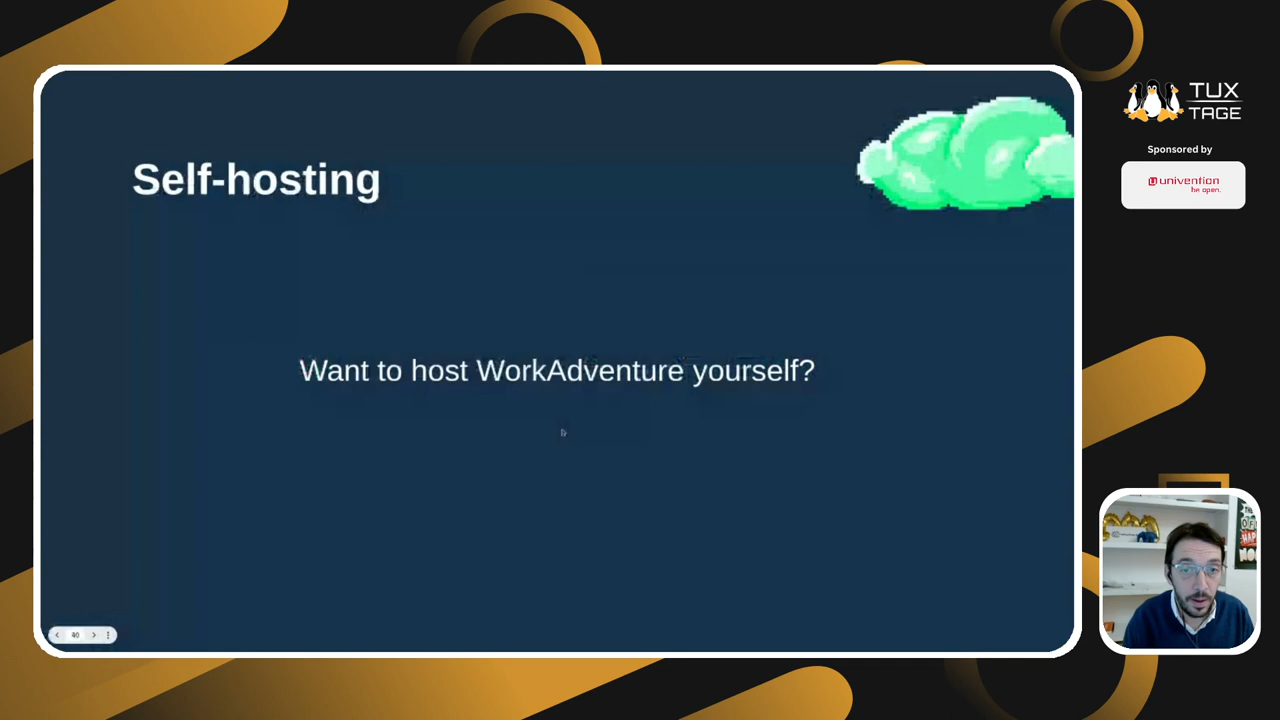 Self-hosting
Want to host WorkAdventure yourself?
40
TUX
TAGE
Sponsored by
univention
be open.